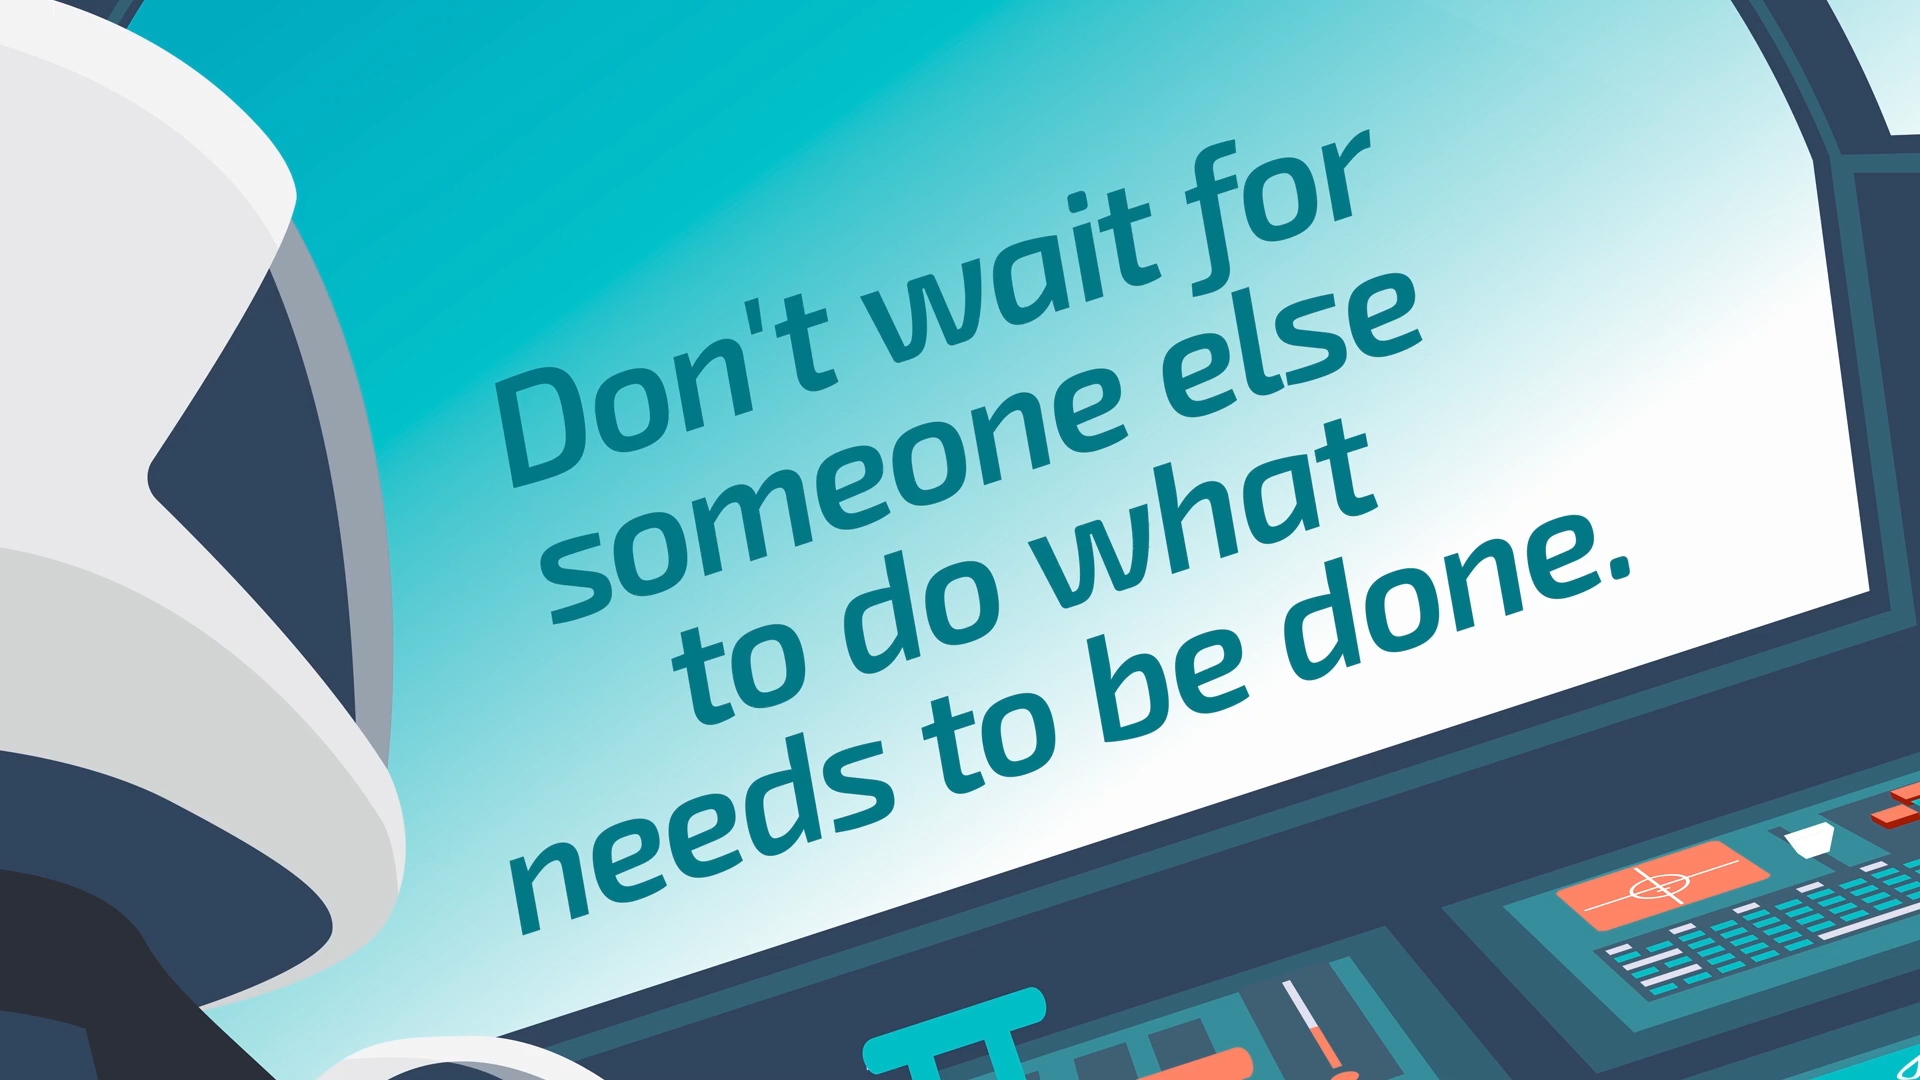 Don't wait for
someone else
to do what
needs to be done.